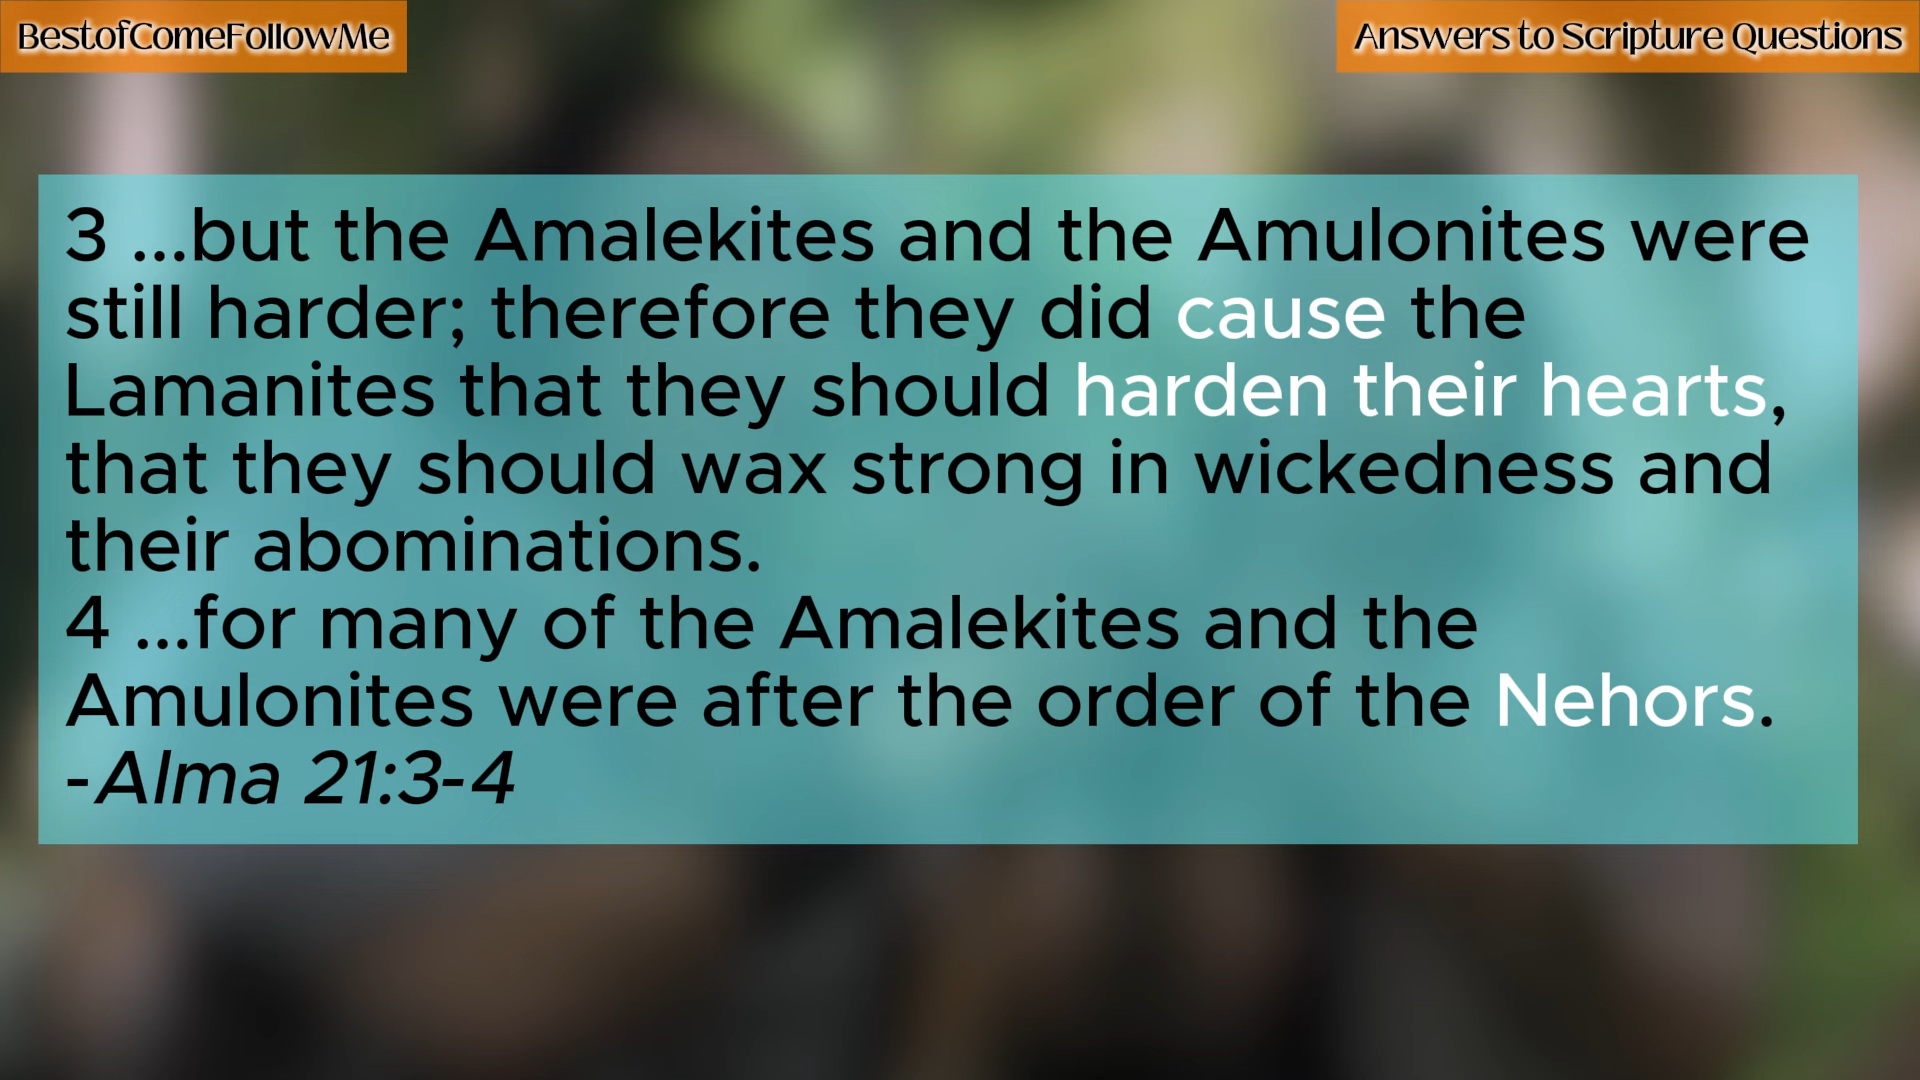 BestofComeFollowMe
Answers to Scripture Questions
3 ...but the Amalekites and the Amulonites were
still harder; therefore they did cause the
Lamanites that they should harden their hearts,
that they should wax strong in wickedness and
their abominations.
4 ...for many of the Amalekites and the
Amulonites were after the order of the Nehors.
-Alma 21:3-4